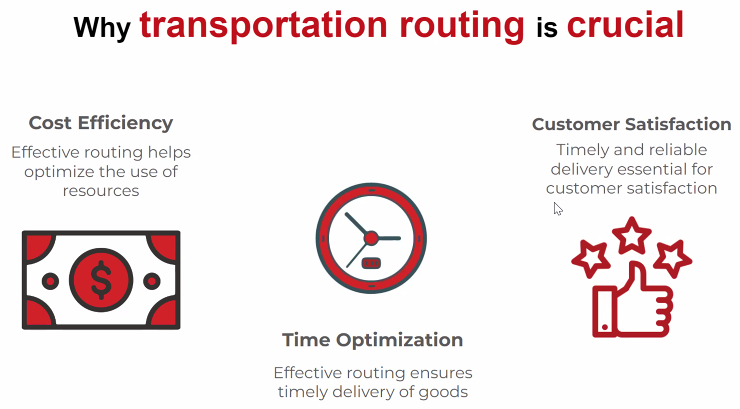 Why transportation routing is crucial
Cost Efficiency
Effective routing helps
optimize the use of
resources
$
Time Optimization
Effective routing ensures
timely delivery of goods
Customer Satisfaction
Timely and reliable
delivery essential for
customer satisfaction